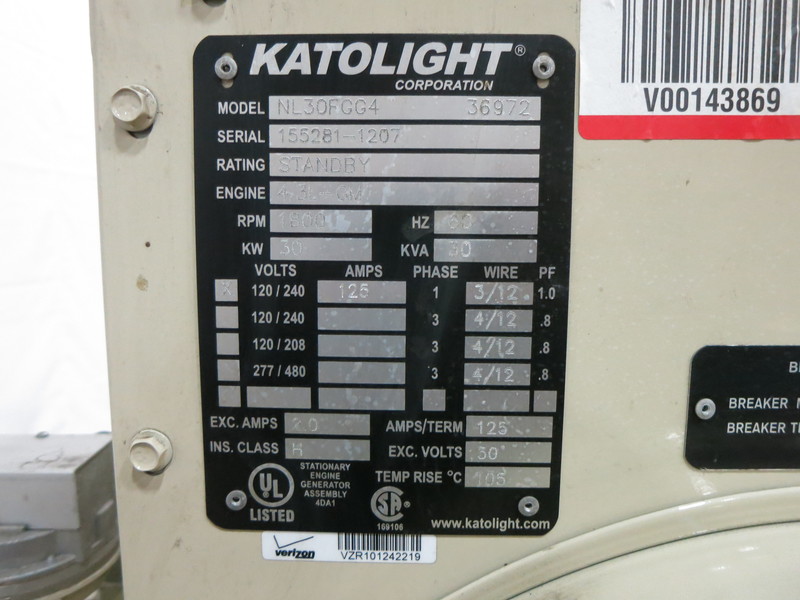 KATOLIGHT®
CORPORATION
MODEL NL30FGG4 36972
SERIAL 155281-1207
RATING STANDBY
ENGINE
RPM 1800 HZ 60
KW 30 KVA 30
VOLTS AMPS PHASE WIRE PF
X 120 / 240 125 1 3/12 1.0
120 / 240 3 4/12 .8
120 / 208 3 4/12 .8
277 / 480 3 4/12 .8
EXC. AMPS 2.0 AMPS/TERM 125
INS. CLASS H EXC. VOLTS 30
TEMP RISE °C 105
UL
LISTED
STATIONARY
ENGINE
GENERATOR
ASSEMBLY
4DA1
SA®
169106
www.katolight.com
verizon VZR101242219
V00143869
BREAKER
BREAKER